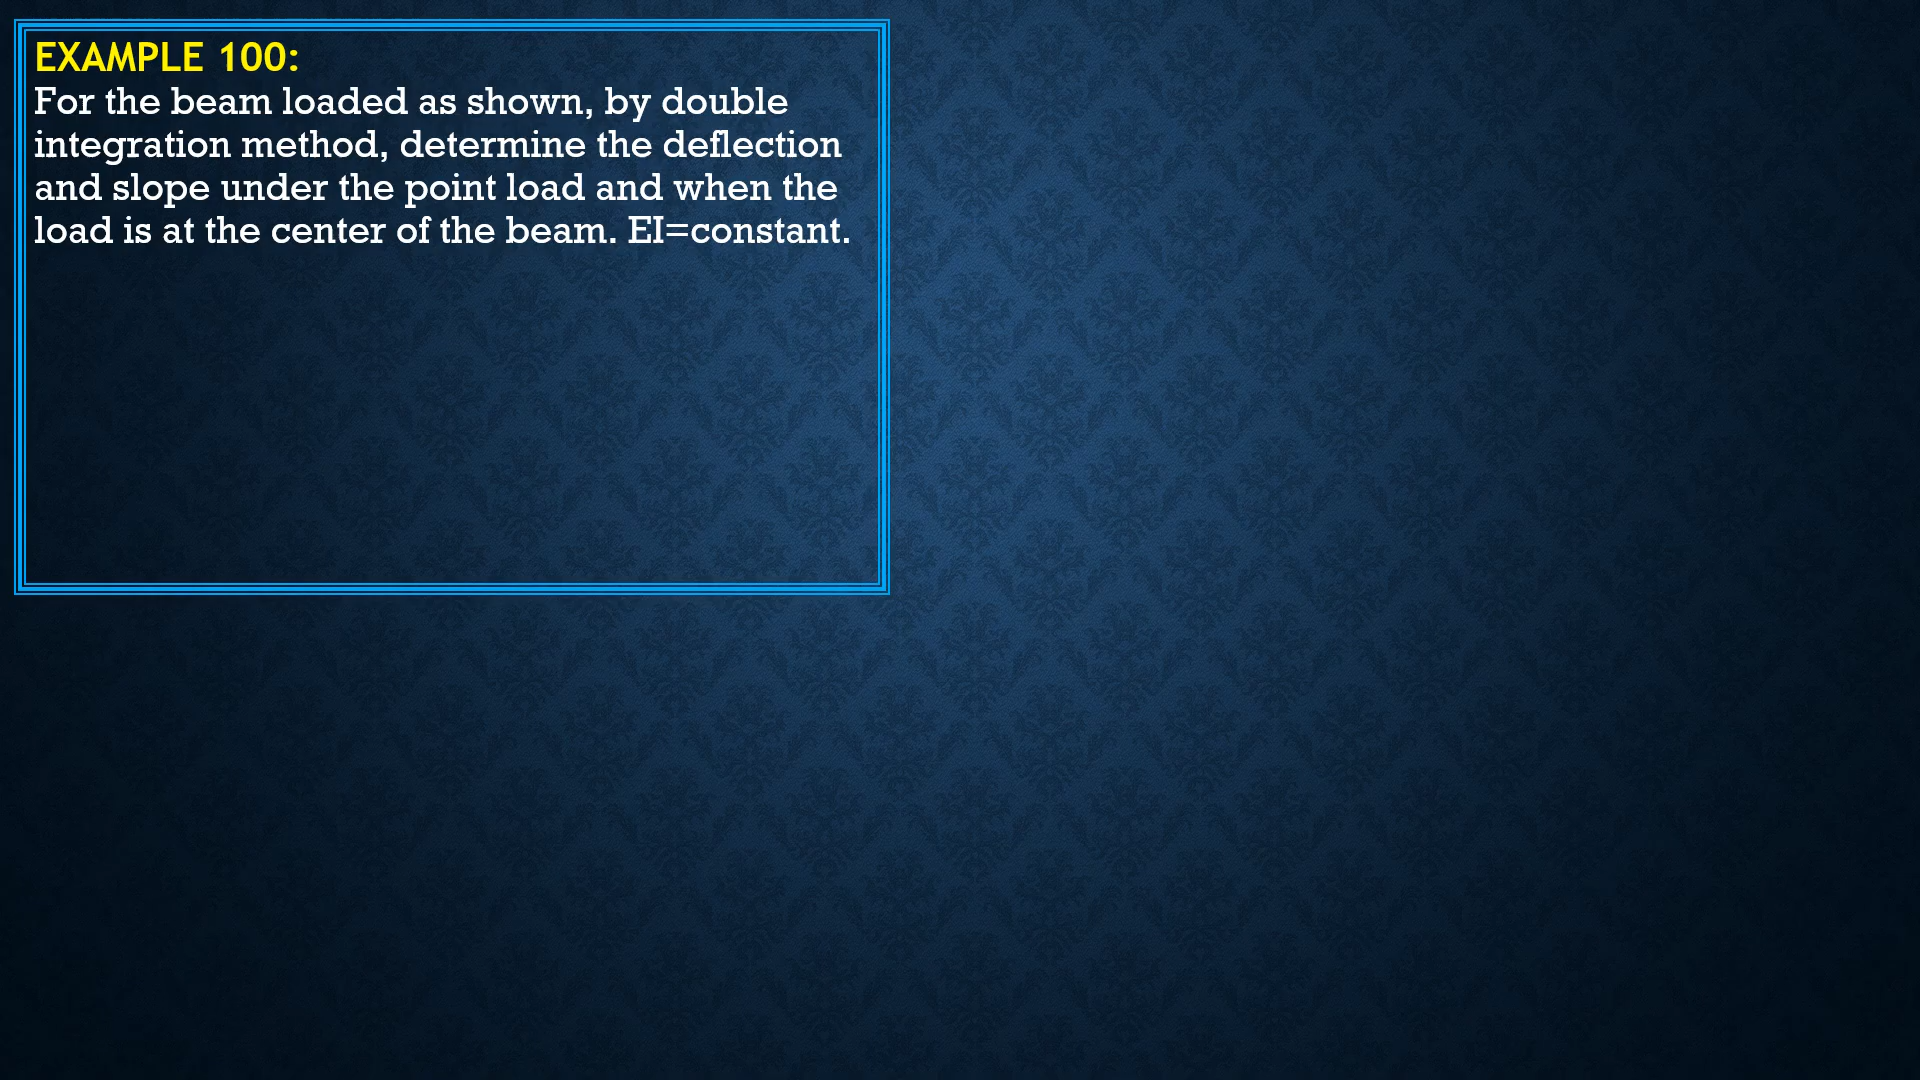 EXAMPLE 100:
For the beam loaded as shown, by double
integration method, determine the deflection
and slope under the point load and when the
load is at the center of the beam. EI=constant.